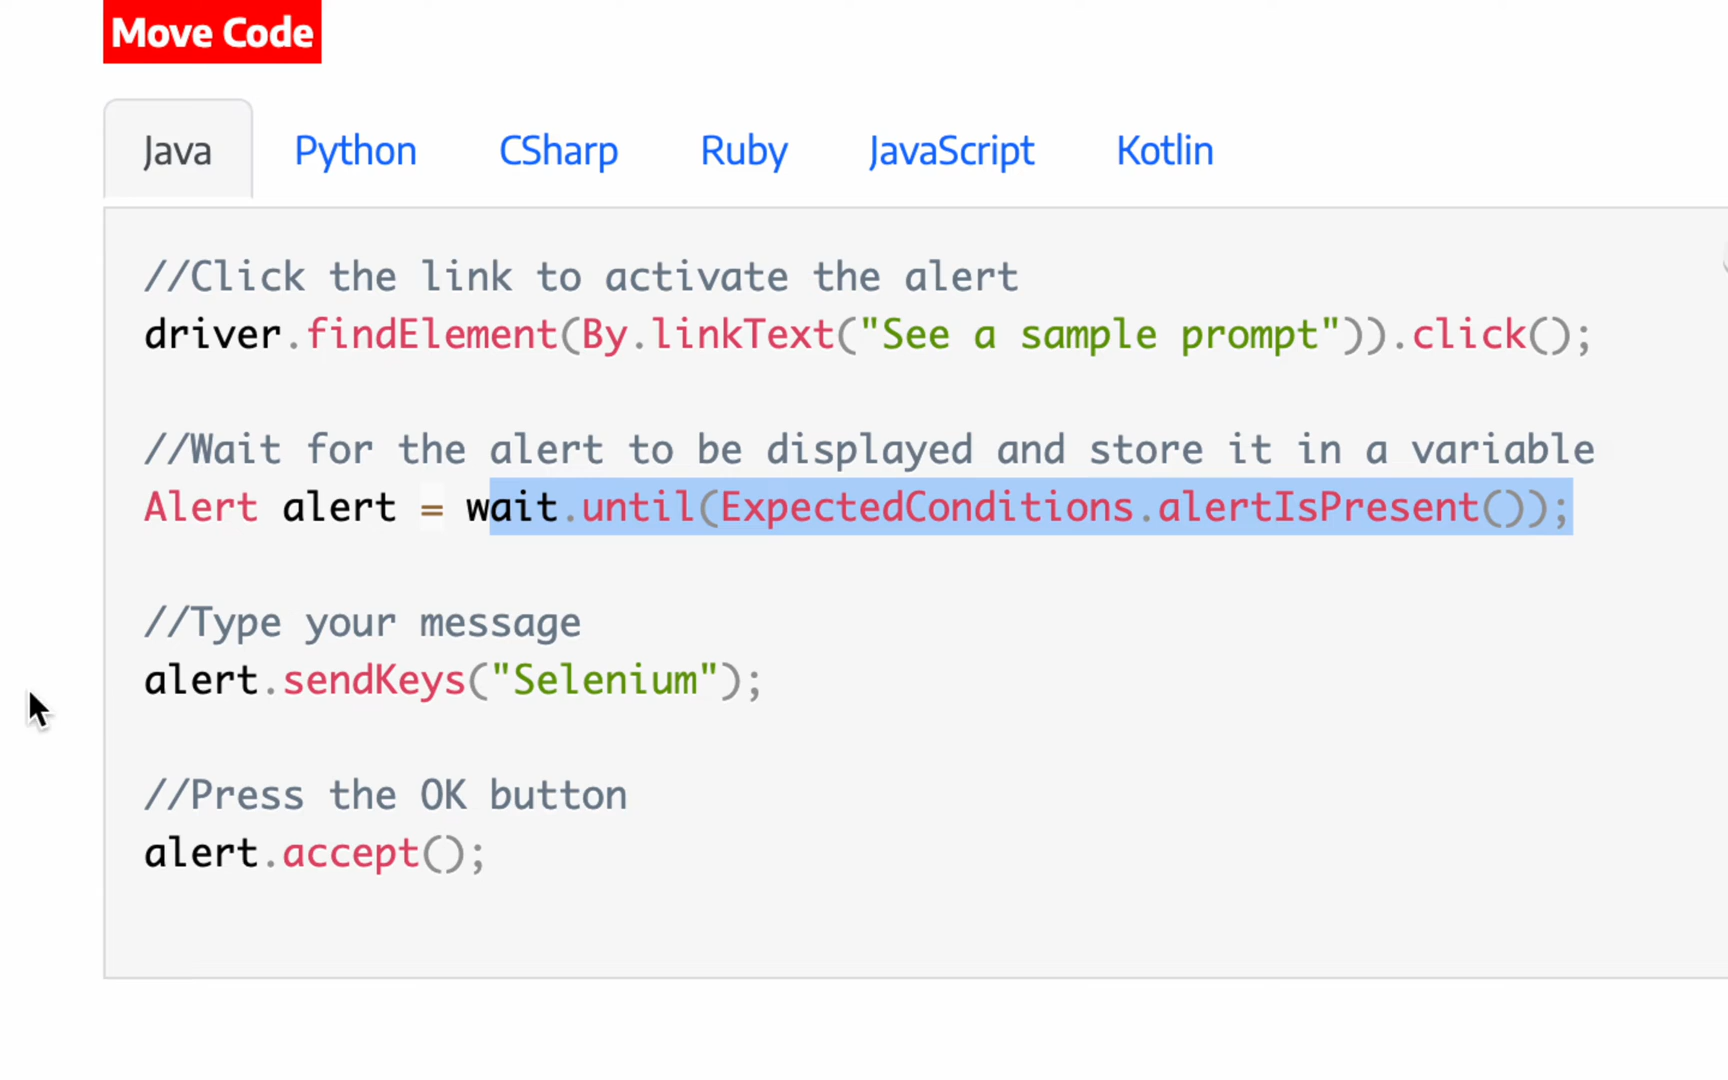 Move Code
Java Python CSharp Ruby JavaScript Kotlin
//Click the link to activate the alert
driver.findElement(By.linkText("See a sample prompt")).click();
//Wait for the alert to be displayed and store it in a variable
Alert alert = wait.until(ExpectedConditions.alertIsPresent());
//Type your message
alert.sendKeys("Selenium");
//Press the OK button
alert.accept();